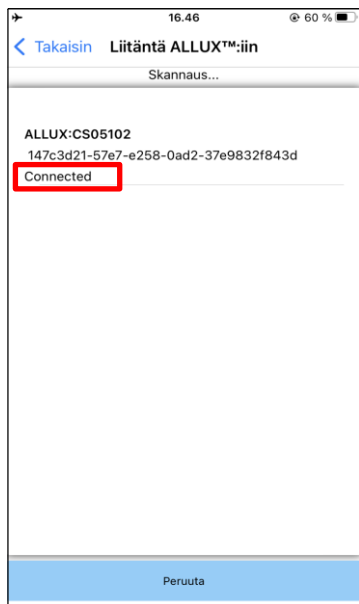 16.46 60 %
Takaisin Liitäntä ALLUX™:iin
Skannaus...
ALLUX:CS05102
147c3d21-57e7-e258-0ad2-37e9832f843d
Connected
Peruuta